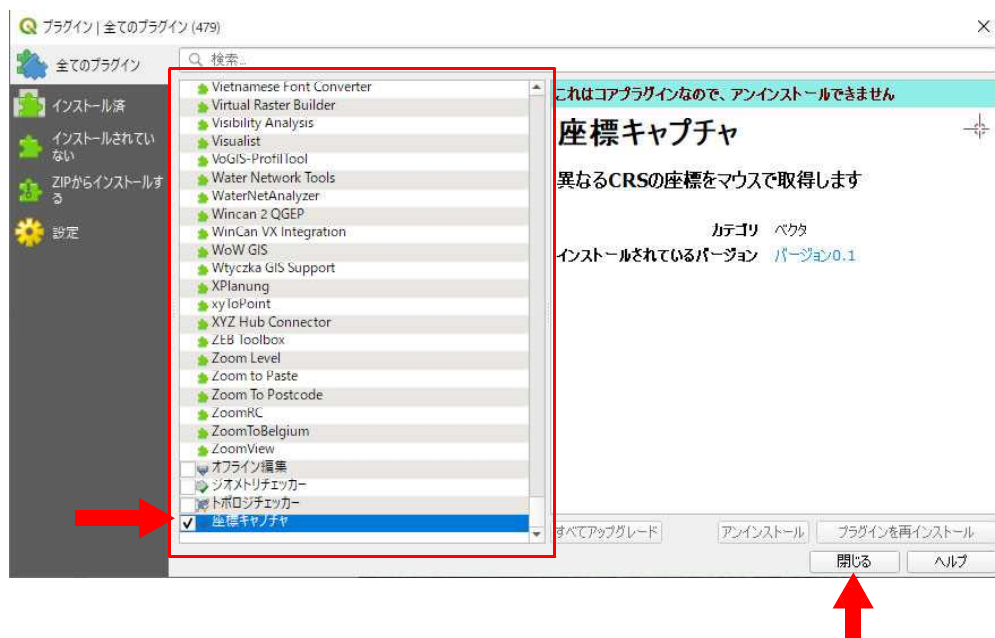 プラグイン | 全てのプラグイン (479)
全てのプラグイン
インストール済
インストールされてい
ない
ZIPからインストールす
る
設定
検索...
Vietnamese Font Converter
Virtual Raster Builder
Visibility Analysis
Visualist
VoGIS-ProfilTool
Water Network Tools
WaterNetAnalyzer
Wincan 2 QGEP
WinCan VX Integration
WoW GIS
Wtyczka GIS Support
XPlanung
xyToPoint
XYZ Hub Connector
ZEB Toolbox
Zoom Level
Zoom to Paste
Zoom To Postcode
ZoomRC
ZoomToBelgium
ZoomView
オフライン編集
ジオメトリチェッカー
トポロジチェッカー
座標キャプチャ
これはコアプラグインなので、アンインストールできません
座標キャプチャ
異なるCRSの座標をマウスで取得します
カテゴリ ベクタ
インストールされているバージョン バージョン0.1
すべてアップグレード アンインストール プラグインを再インストール
閉じる ヘルプ